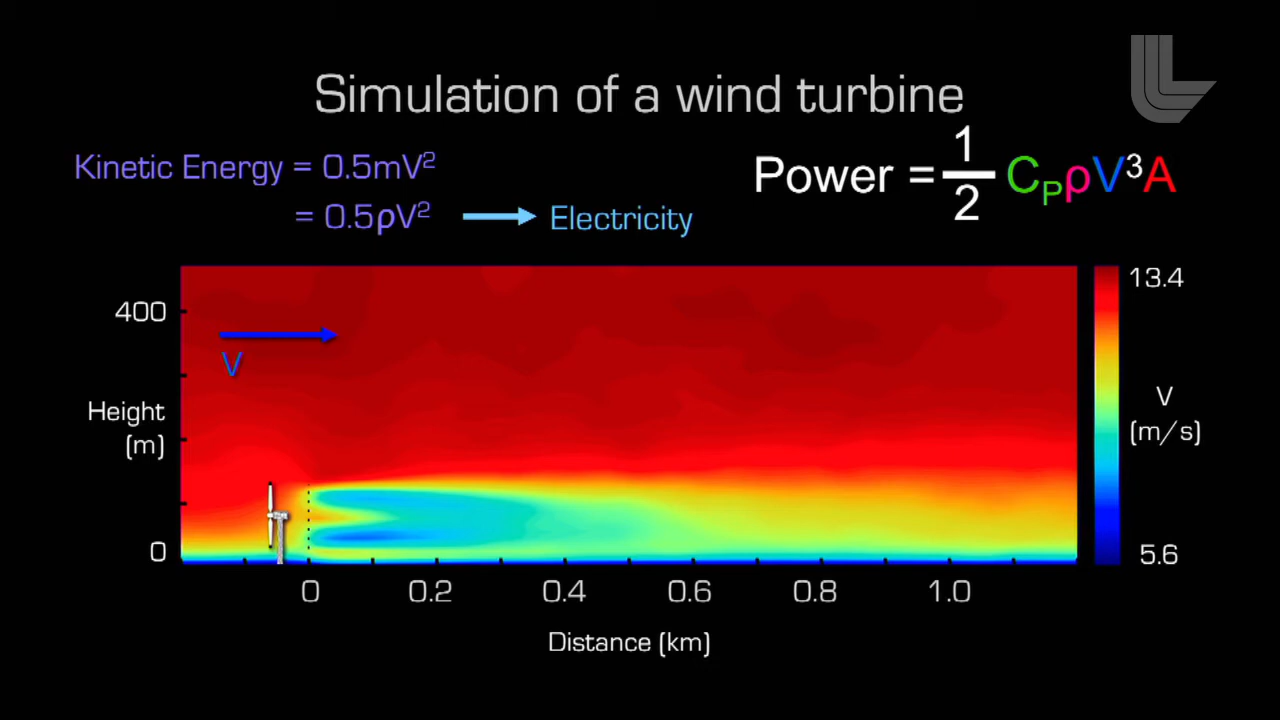 Simulation of a wind turbine
Kinetic Energy = 0.5mV²
= 0.5ρV² → Electricity
Power = 1/2 C_PρV³A
400
V
Height
(m)
0
0 0.2 0.4 0.6 0.8 1.0
Distance (km)
13.4
V
(m/s)
5.6